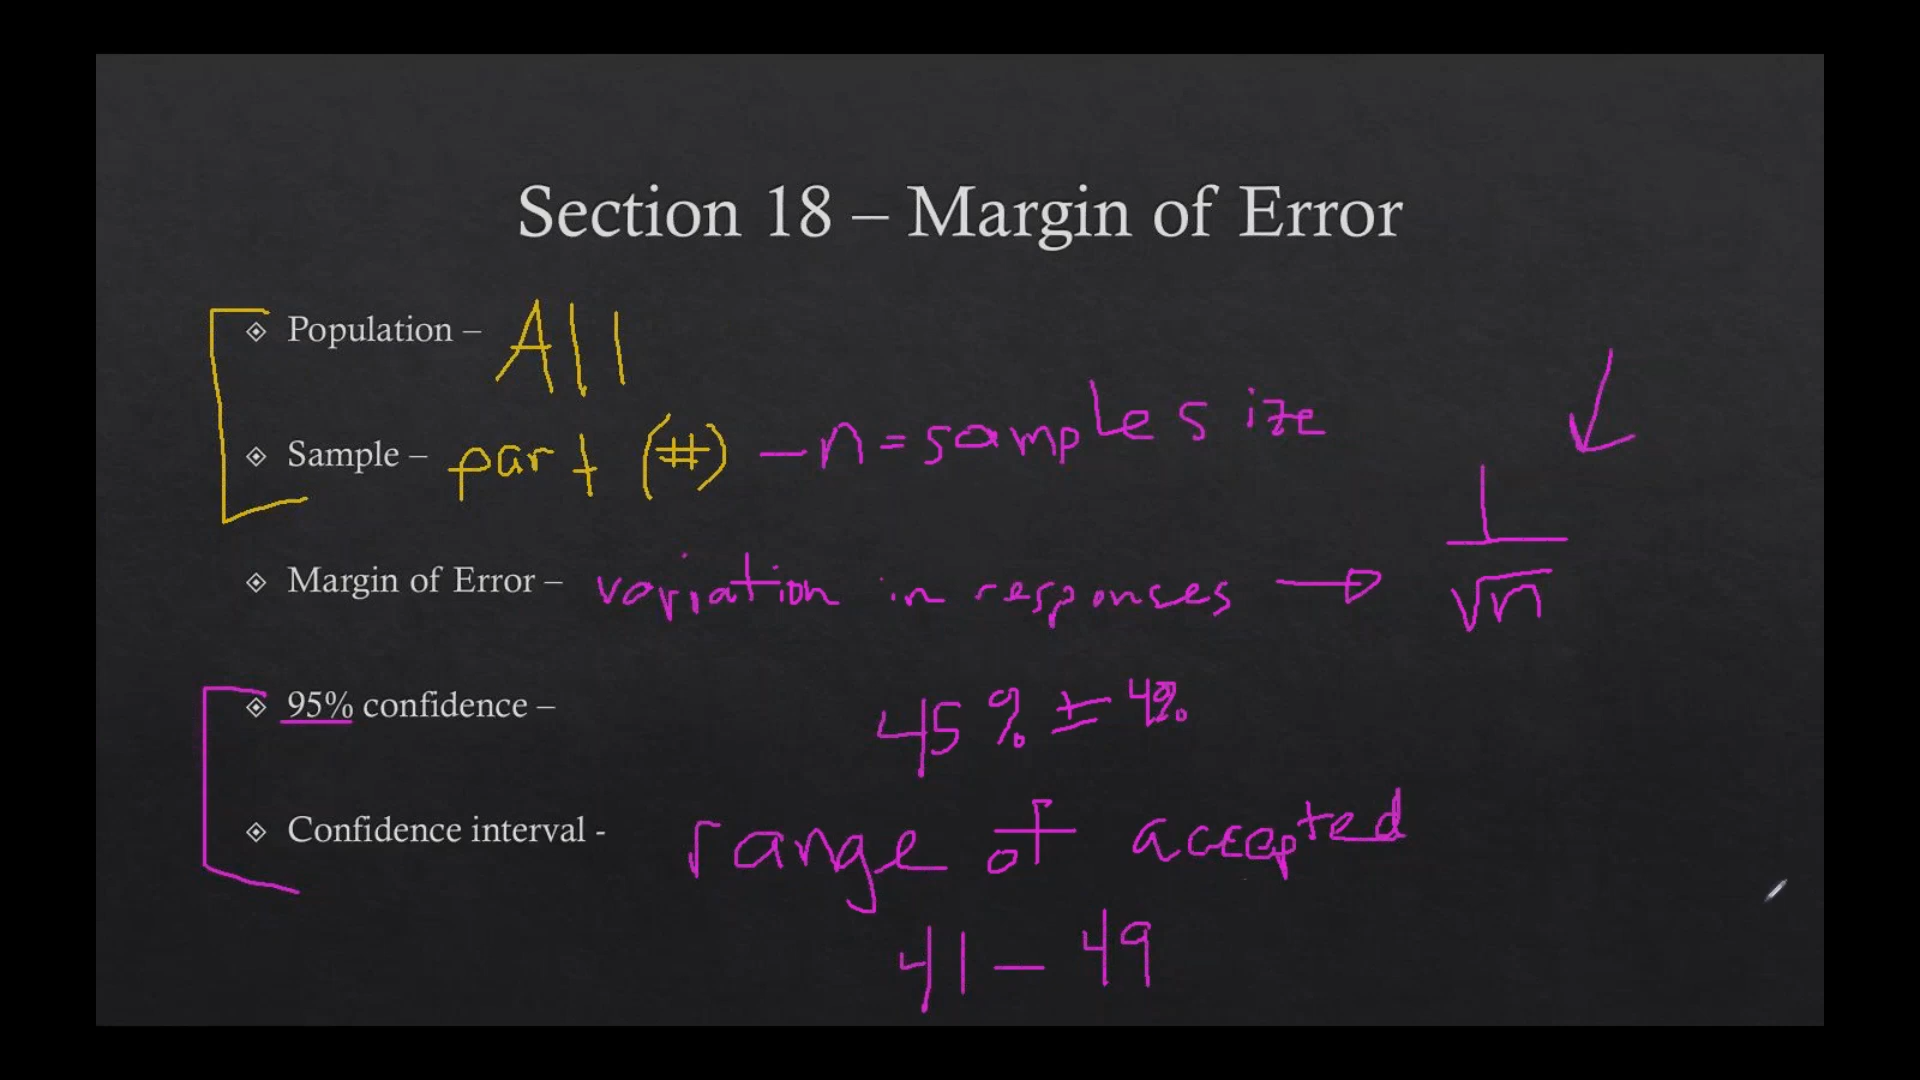 Section 18 – Margin of Error
Population – All
Sample – part (#) – n = sample size
Margin of Error – variation in responses → 1/√n
95% confidence – 45% ± 4%
Confidence interval - range of accepted
41 – 49